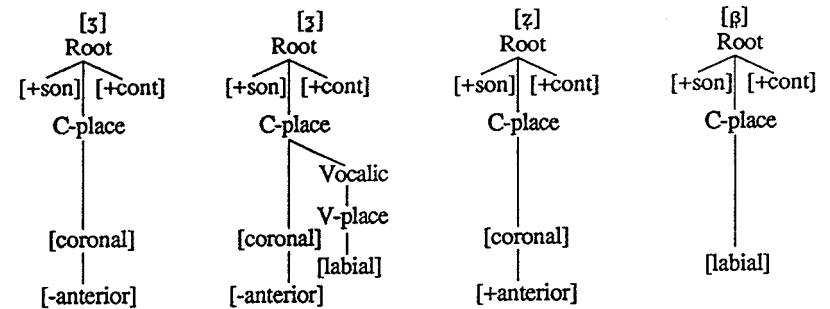 [ʒ]
Root Root Root Root
[+son] [+cont] [+son] [+cont] [+son] [+cont] [+son] [+cont]
C-place C-place C-place C-place
Vocalic
V-place
[coronal] [coronal] [coronal]
[labial] [labial]
[-anterior] [-anterior] [+anterior]